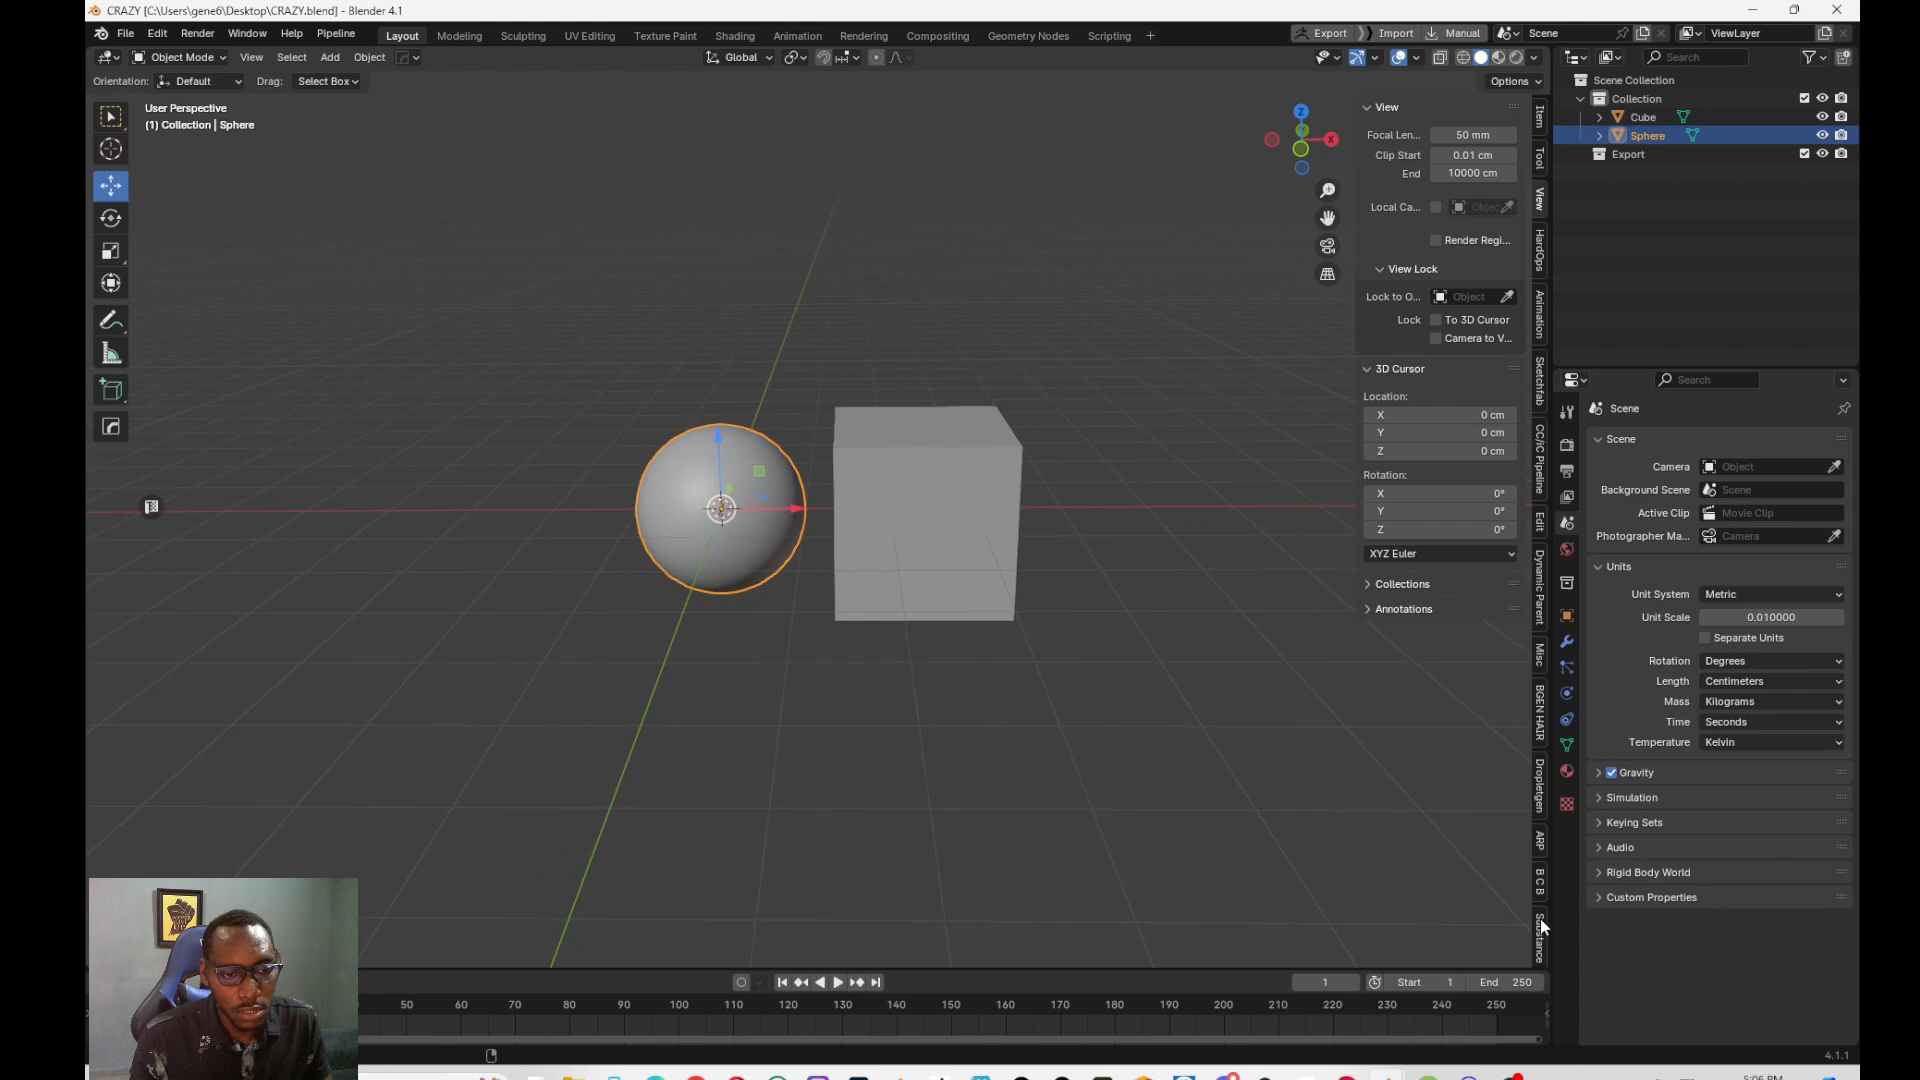 CRAZY [C:\Users\gene6\Desktop\CRAZY.blend] - Blender 4.1
File Edit Render Window Help Pipeline Layout Modeling Sculpting UV Editing Texture Paint Shading Animation Rendering Compositing Geometry Nodes Scripting + Export Import Manual Scene ViewLayer
Object Mode View Select Add Object Global Search
Orientation: Default Drag: Select Box Options
User Perspective
(1) Collection | Sphere
Z
Y
X
View
Focal Len... 50 mm
Clip Start 0.01 cm
End 10000 cm
Local Ca... Objec
Render Regi...
View Lock
Lock to O... Object
Lock To 3D Cursor
Camera to V...
3D Cursor
Location:
X 0 cm
Y 0 cm
Z 0 cm
Rotation:
X 0°
Y 0°
Z 0°
XYZ Euler
Collections
Annotations
Item
Tool
View
HardOps
Animation
Sketchfab
CC/iC Pipeline
Edit
Dynamic Parent
Misc
BGEN HAIR
Dropletgen
ARP
B C B
Substance
Scene Collection
Collection
Cube
Sphere
Export
Search
Scene
Scene
Camera Object
Background Scene Scene
Active Clip Movie Clip
Photographer Ma... Camera
Units
Unit System Metric
Unit Scale 0.010000
Separate Units
Rotation Degrees
Length Centimeters
Mass Kilograms
Time Seconds
Temperature Kelvin
Gravity
Simulation
Keying Sets
Audio
Rigid Body World
Custom Properties
1 Start 1 End 250
50 60 70 80 90 100 110 120 130 140 150 160 170 180 190 200 210 220 230 240 250
4.1.1
5:06 PM